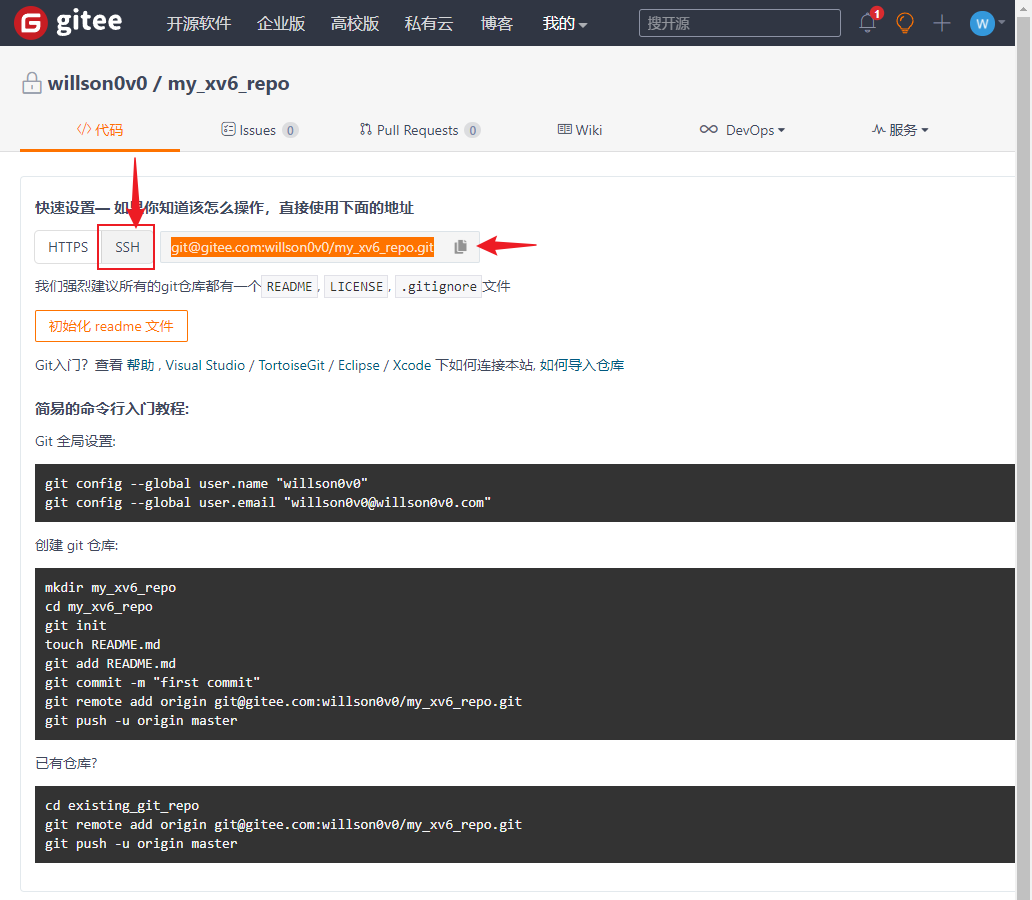 gitee 开源软件 企业版 高校版 私有云 博客 我的 搜开源 1 W
willson0v0 / my_xv6_repo
代码 Issues 0 Pull Requests 0 Wiki DevOps 服务
快速设置— 如果你知道该怎么操作，直接使用下面的地址
HTTPS SSH git@gitee.com:willson0v0/my_xv6_repo.git
我们强烈建议所有的git仓库都有一个 README , LICENSE , .gitignore 文件
初始化 readme 文件
Git入门？查看 帮助 , Visual Studio / TortoiseGit / Eclipse / Xcode 下如何连接本站, 如何导入仓库
简易的命令行入门教程:
Git 全局设置:
git config --global user.name "willson0v0"
git config --global user.email "willson0v0@willson0v0.com"
创建 git 仓库:
mkdir my_xv6_repo
cd my_xv6_repo
git init
touch README.md
git add README.md
git commit -m "first commit"
git remote add origin git@gitee.com:willson0v0/my_xv6_repo.git
git push -u origin master
已有仓库?
cd existing_git_repo
git remote add origin git@gitee.com:willson0v0/my_xv6_repo.git
git push -u origin master